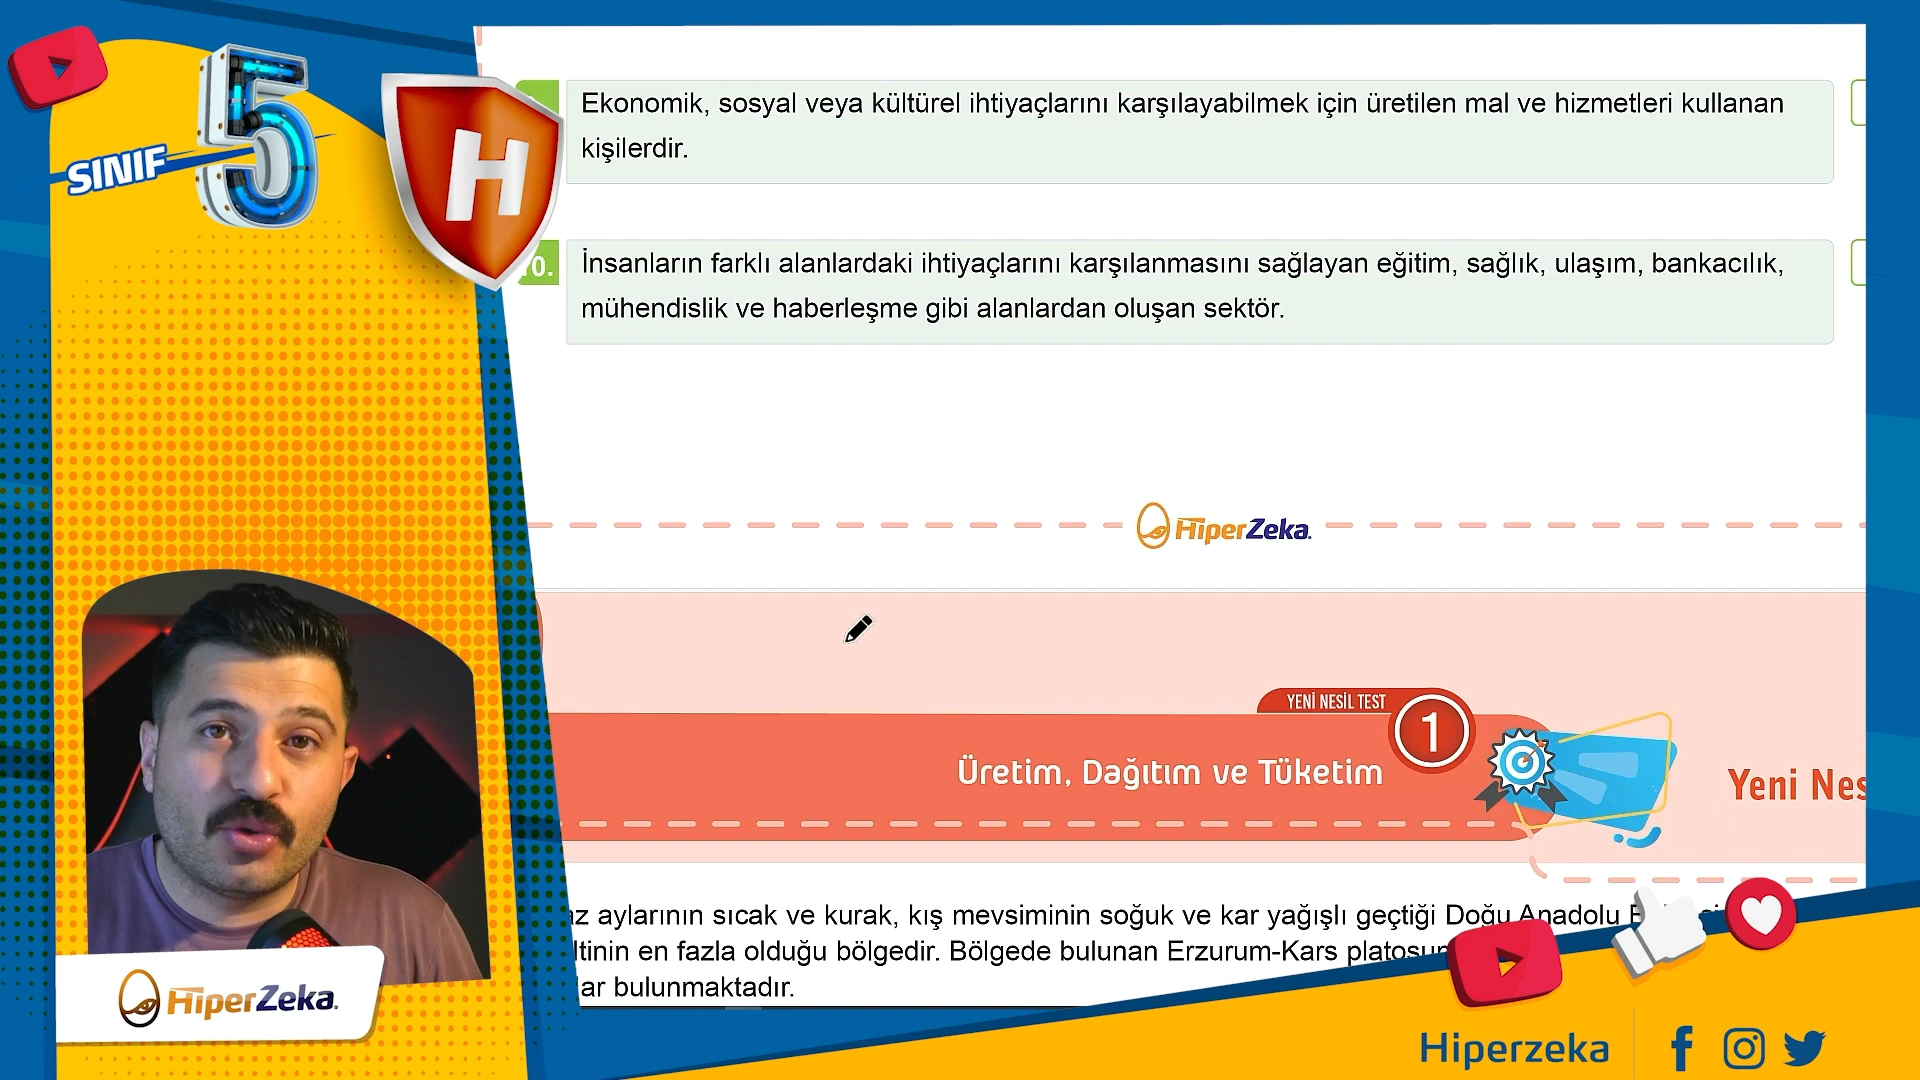 5
SINIF
H
Ekonomik, sosyal veya kültürel ihtiyaçlarını karşılayabilmek için üretilen mal ve hizmetleri kullanan
kişilerdir.
10.
İnsanların farklı alanlardaki ihtiyaçlarını karşılanmasını sağlayan eğitim, sağlık, ulaşım, bankacılık,
mühendislik ve haberleşme gibi alanlardan oluşan sektör.
HiperZeka.
YENİ NESİL TEST
1
Üretim, Dağıtım ve Tüketim
Yeni Nes
az aylarının sıcak ve kurak, kış mevsiminin soğuk ve kar yağışlı geçtiği Doğu Anadolu
ltinin en fazla olduğu bölgedir. Bölgede bulunan Erzurum-Kars platosun
lar bulunmaktadır.
HiperZeka.
Hiperzeka